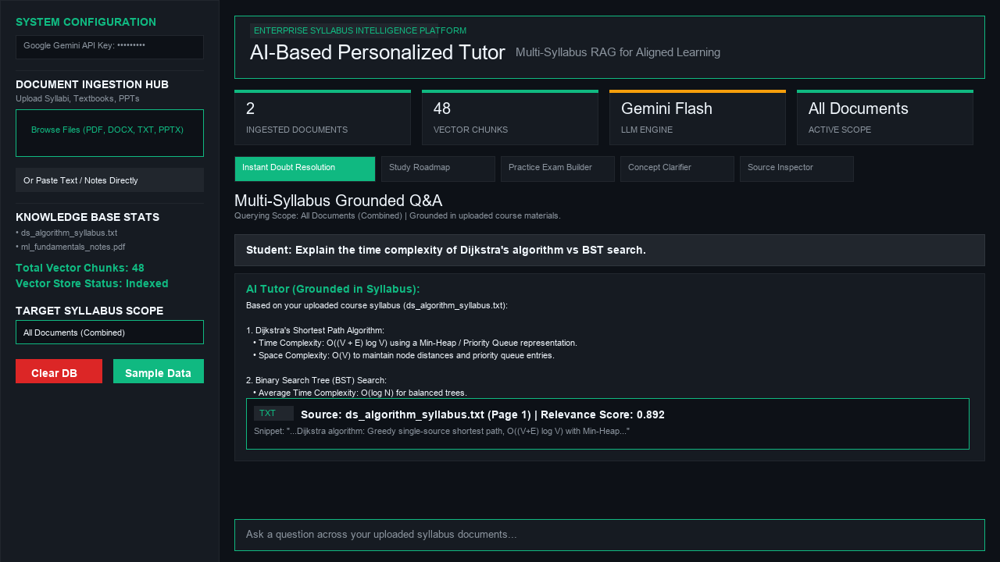 SYSTEM CONFIGURATION
Google Gemini API Key: •••••••••
DOCUMENT INGESTION HUB
Upload Syllabi, Textbooks, PPTs
Browse Files (PDF, DOCX, TXT, PPTX)
Or Paste Text / Notes Directly
KNOWLEDGE BASE STATS
• ds_algorithm_syllabus.txt
• ml_fundamentals_notes.pdf
Total Vector Chunks: 48
Vector Store Status: Indexed
TARGET SYLLABUS SCOPE
All Documents (Combined)
Clear DB
Sample Data
ENTERPRISE SYLLABUS INTELLIGENCE PLATFORM
AI-Based Personalized Tutor Multi-Syllabus RAG for Aligned Learning
2
INGESTED DOCUMENTS
48
VECTOR CHUNKS
Gemini Flash
LLM ENGINE
All Documents
ACTIVE SCOPE
Instant Doubt Resolution
Study Roadmap
Practice Exam Builder
Concept Clarifier
Source Inspector
Multi-Syllabus Grounded Q&A
Querying Scope: All Documents (Combined) | Grounded in uploaded course materials.
Student: Explain the time complexity of Dijkstra's algorithm vs BST search.
AI Tutor (Grounded in Syllabus):
Based on your uploaded course syllabus (ds_algorithm_syllabus.txt):
1. Dijkstra's Shortest Path Algorithm:
• Time Complexity: O((V + E) log V) using a Min-Heap / Priority Queue representation.
• Space Complexity: O(V) to maintain node distances and priority queue entries.
2. Binary Search Tree (BST) Search:
• Average Time Complexity: O(log N) for balanced trees.
TXT
Source: ds_algorithm_syllabus.txt (Page 1) | Relevance Score: 0.892
Snippet: "...Dijkstra algorithm: Greedy single-source shortest path, O((V+E) log V) with Min-Heap..."
Ask a question across your uploaded syllabus documents...